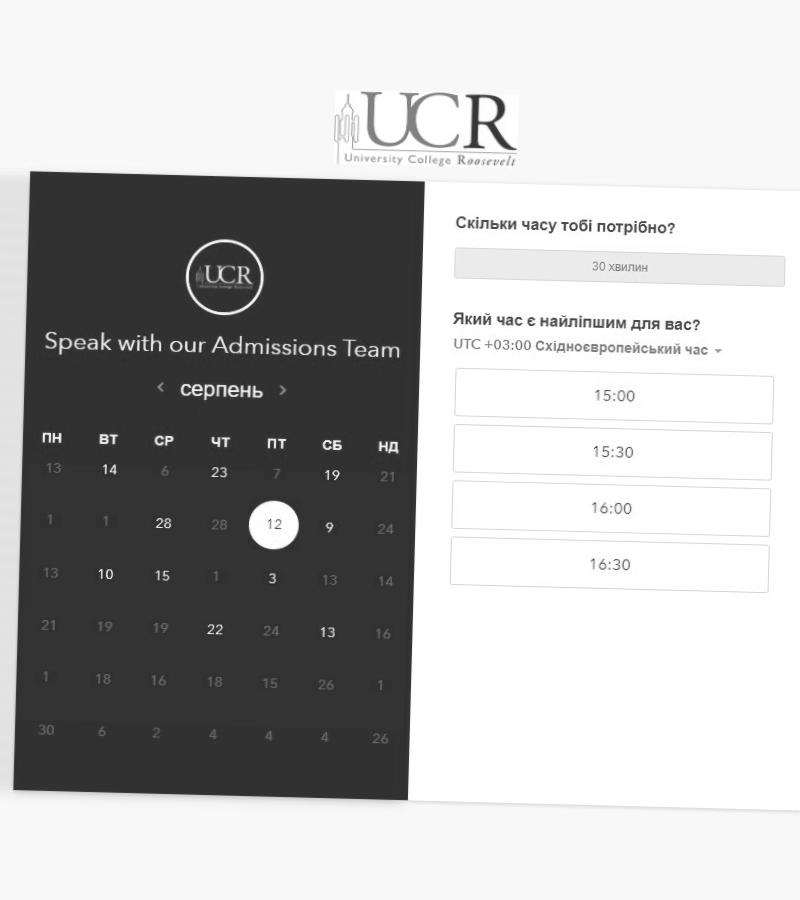 UCR
University College Roosevelt
UCR
Speak with our Admissions Team
серпень
ПН ВТ СР ЧТ ПТ СБ НД
13 14 6 23 7 19 21
1 1 28 28 12 9 24
13 10 15 1 3 13 14
21 19 19 22 24 13 16
1 18 16 18 15 26 1
30 6 2 4 4 4 26
Скільки часу тобі потрібно?
30 хвилин
Який час є найліпшим для вас?
UTC +03:00 Східноєвропейський час
15:00
15:30
16:00
16:30